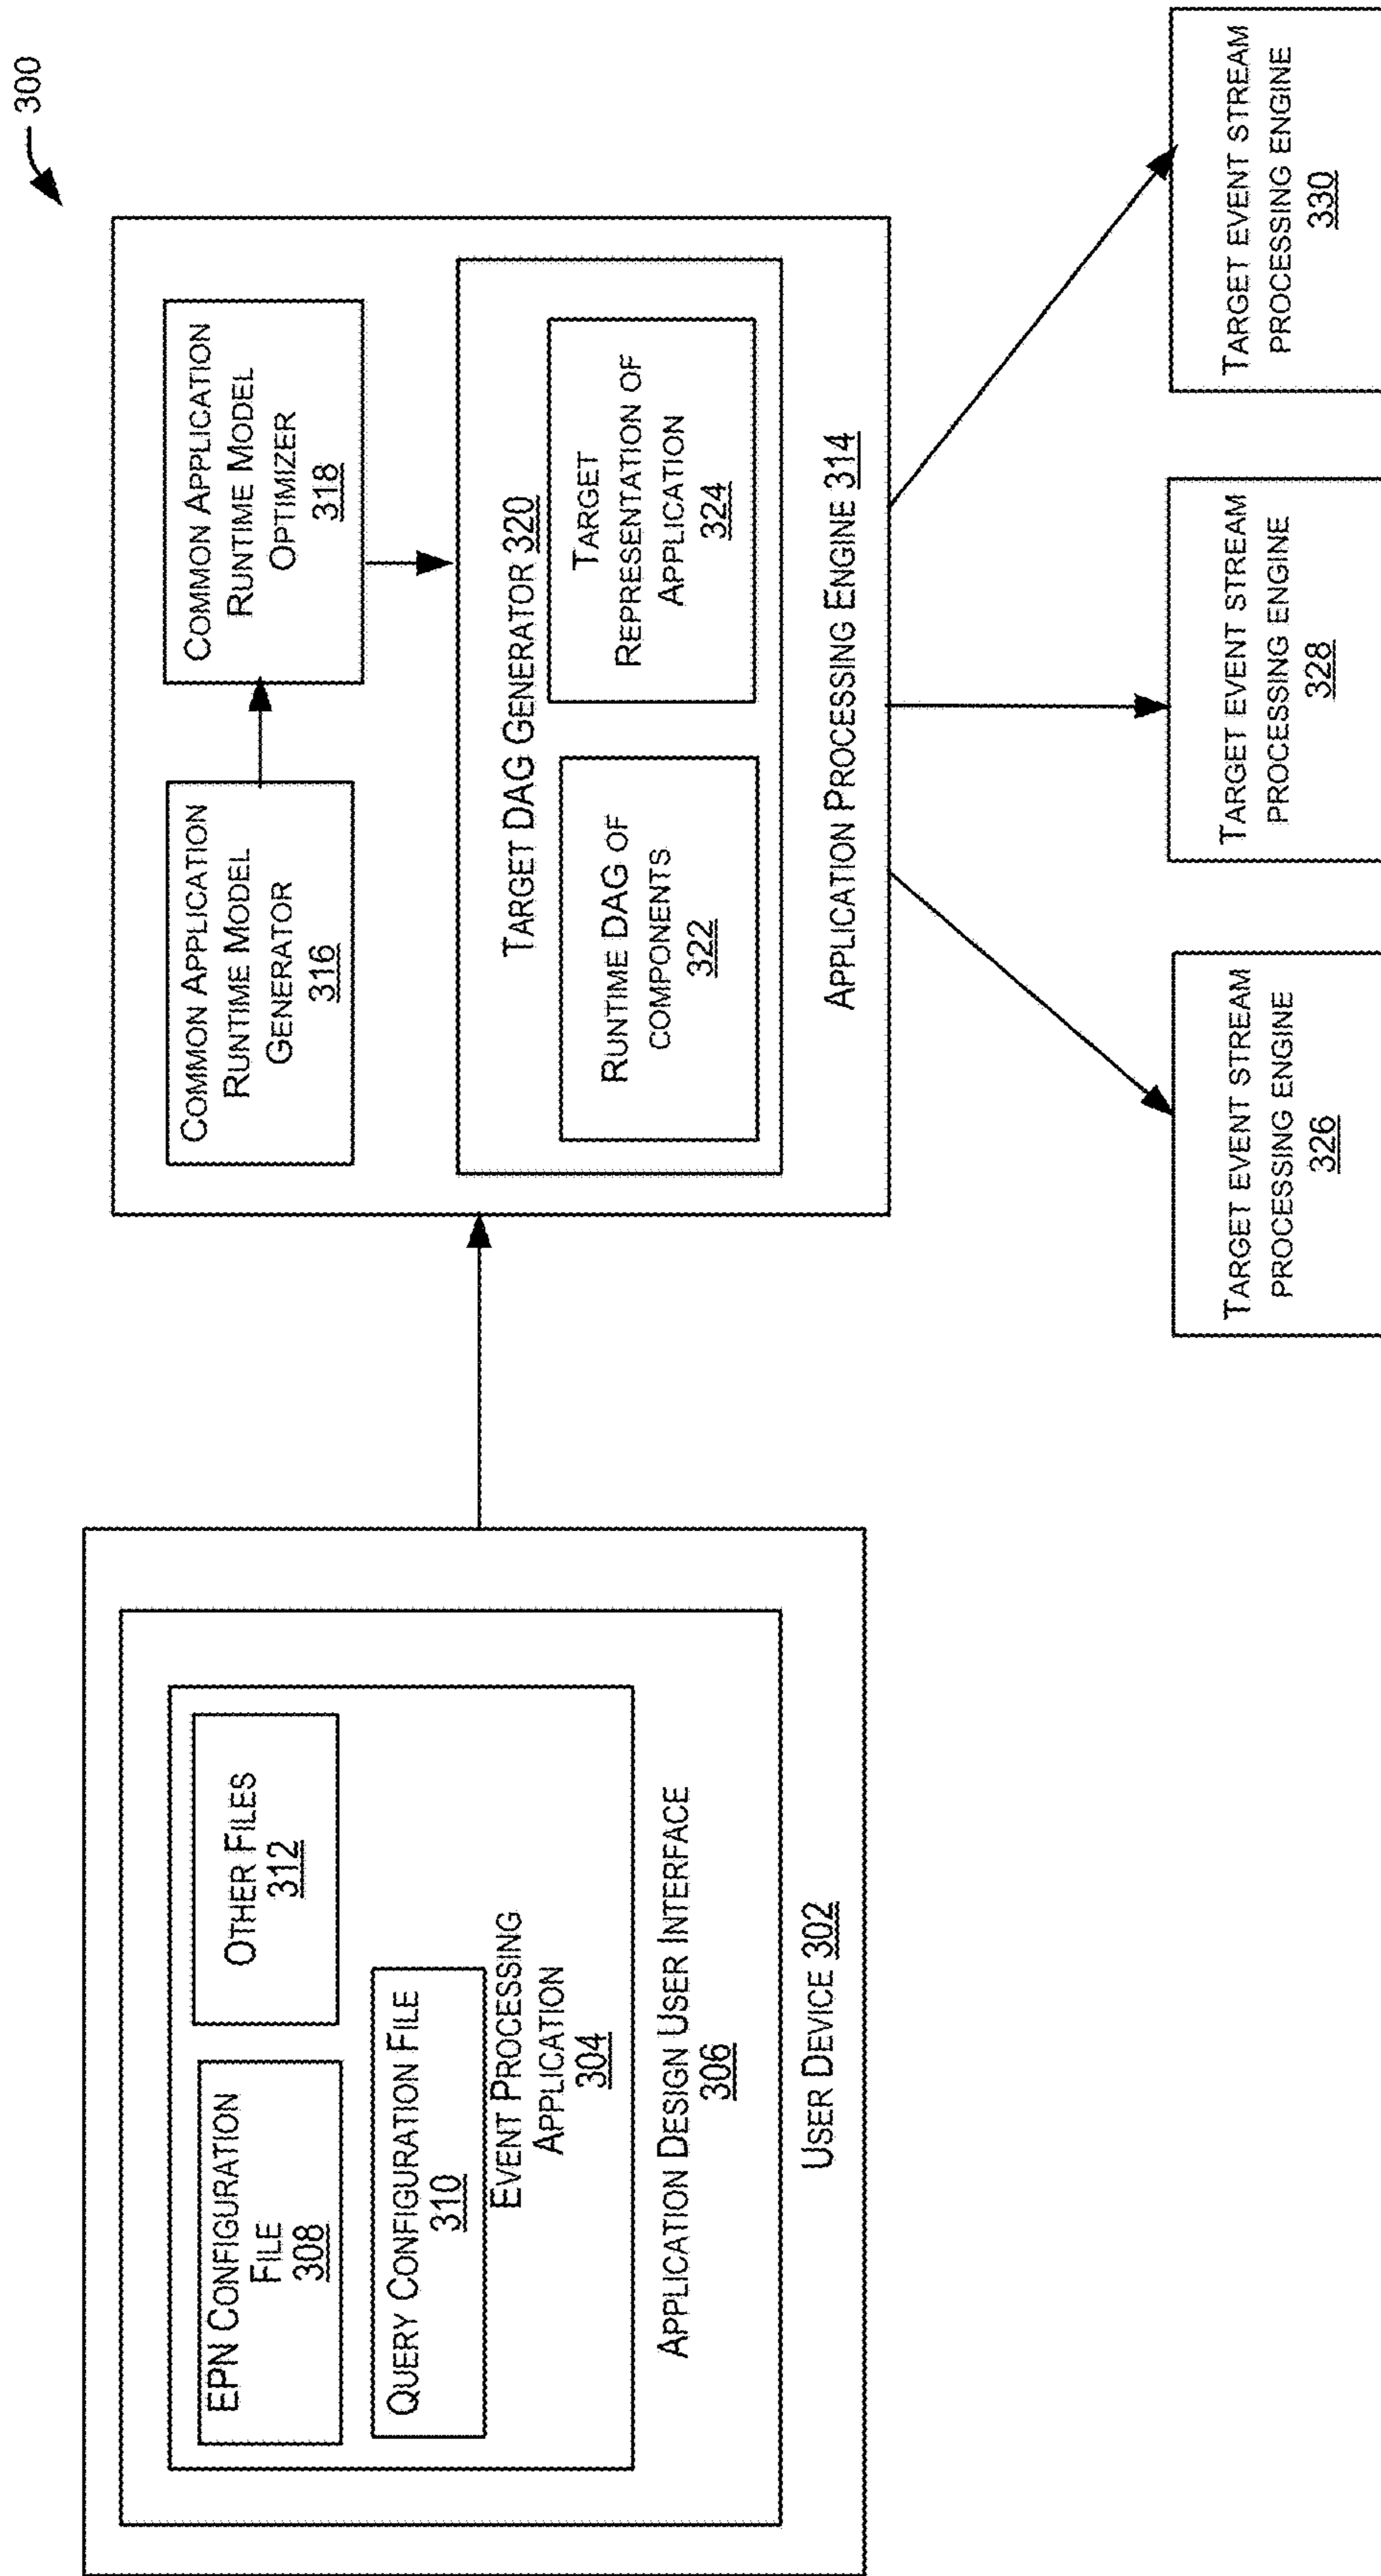 300
EPN CONFIGURATION
FILE
308
OTHER FILES
312
QUERY CONFIGURATION FILE
310
EVENT PROCESSING
APPLICATION
304
APPLICATION DESIGN USER INTERFACE
306
USER DEVICE 302
COMMON APPLICATION
RUNTIME MODEL
GENERATOR
316
COMMON APPLICATION
RUNTIME MODEL
OPTIMIZER
318
TARGET DAG GENERATOR 320
RUNTIME DAG OF
COMPONENTS
322
TARGET
REPRESENTATION OF
APPLICATION
324
APPLICATION PROCESSING ENGINE 314
TARGET EVENT STREAM
PROCESSING ENGINE
326
TARGET EVENT STREAM
PROCESSING ENGINE
328
TARGET EVENT STREAM
PROCESSING ENGINE
330